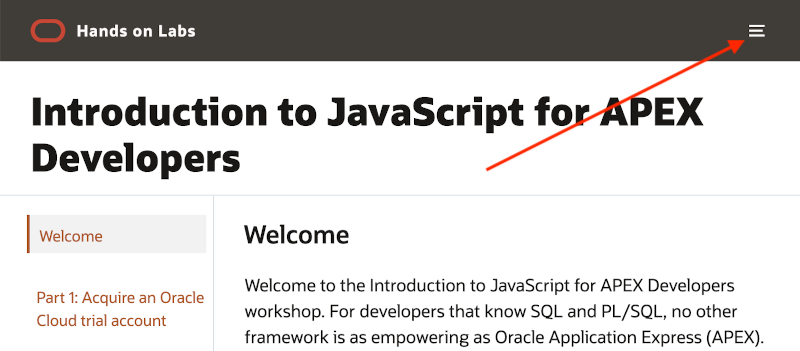 Hands on Labs
Introduction to JavaScript for APEX
Developers
Welcome
Part 1: Acquire an Oracle
Cloud trial account
Welcome
Welcome to the Introduction to JavaScript for APEX Developers
workshop. For developers that know SQL and PL/SQL, no other
framework is as empowering as Oracle Application Express (APEX).